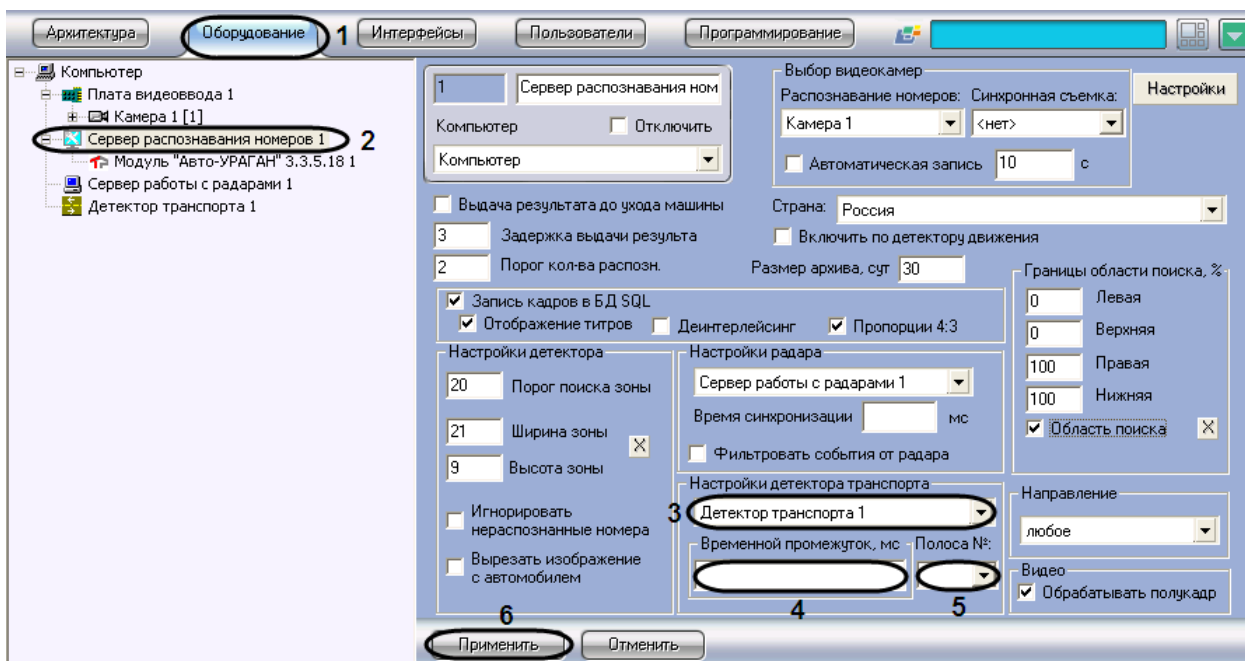 Архитектура
Оборудование
1
Интерфейсы
Пользователи
Программирование
Компьютер
Плата видеоввода 1
Камера 1 [1]
Сервер распознавания номеров 1
2
Модуль "Авто-УРАГАН" 3.3.5.18 1
Сервер работы с радарами 1
Детектор транспорта 1
1
Сервер распознавания ном
Компьютер
Отключить
Компьютер
Выбор видеокамер
Распознавание номеров:
Синхронная съемка:
Камера 1
<нет>
Автоматическая запись
10
с
Настройки
Выдача результата до ухода машины
3
Задержка выдачи результа
2
Порог кол-ва распозн.
Страна:
Россия
Включить по детектору движения
Размер архива, сут
30
Запись кадров в БД SQL
Отображение титров
Деинтерлейсинг
Пропорции 4:3
Границы области поиска, %
0
Левая
0
Верхняя
100
Правая
100
Нижняя
Область поиска
X
Настройки детектора
20
Порог поиска зоны
21
Ширина зоны
X
9
Высота зоны
Игнорировать
нераспознанные номера
Вырезать изображение
с автомобилем
Настройки радара
Сервер работы с радарами 1
Время синхронизации
мс
Фильтровать события от радара
Настройки детектора транспорта
3
Детектор транспорта 1
Временной промежуток, мс
Полоса №:
4
5
Направление
любое
Видео
Обрабатывать полукадр
6
Применить
Отменить